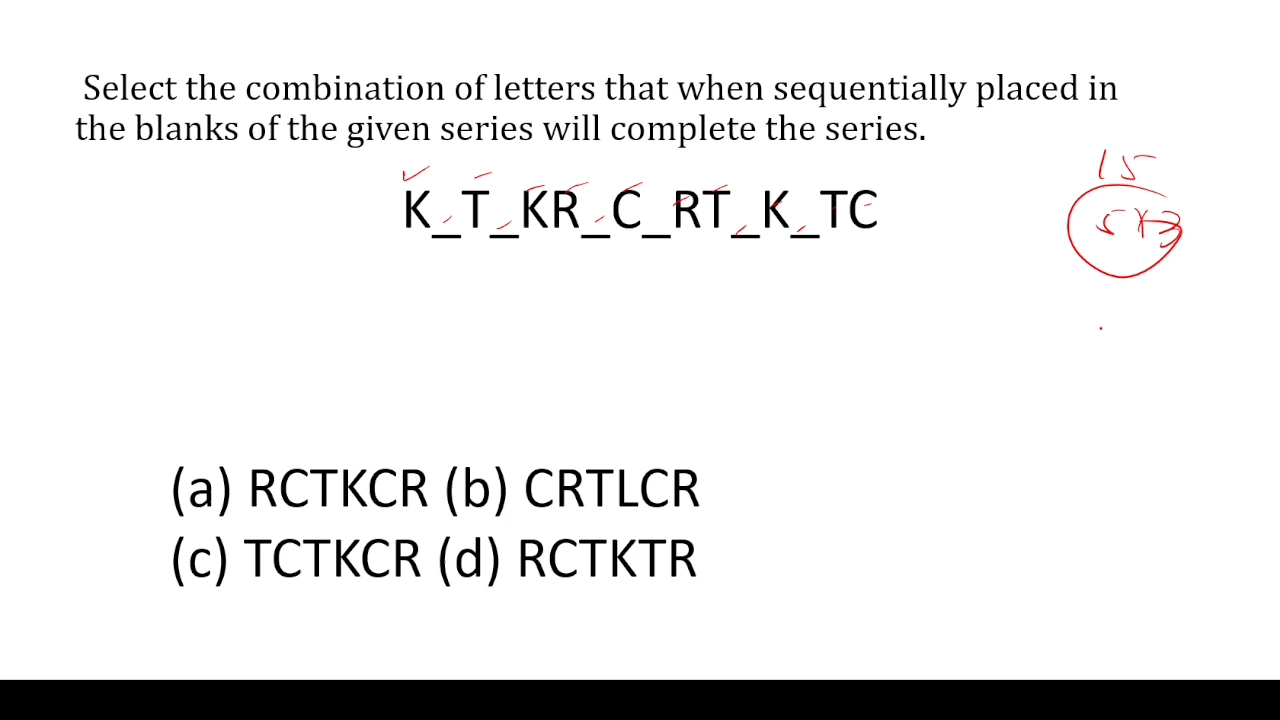 Select the combination of letters that when sequentially placed in
the blanks of the given series will complete the series.
15
K_T_KR_C_RT_K_TC
5x3
(a) RCTKCR (b) CRTLCR
(c) TCTKCR (d) RCTKTR